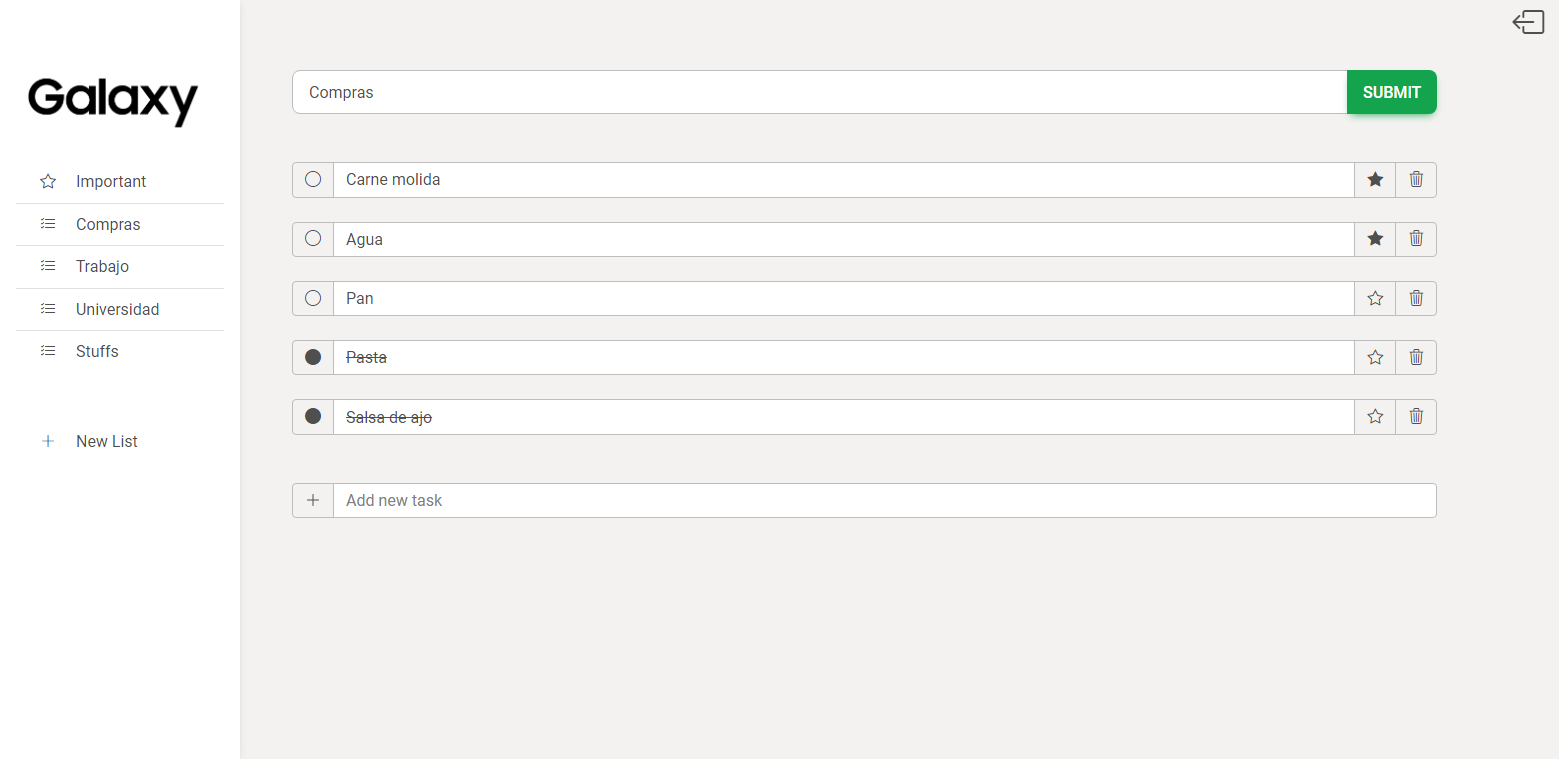 Galaxy
Important
Compras
Trabajo
Universidad
Stuffs
New List
Compras
SUBMIT
Carne molida
Agua
Pan
Pasta
Salsa de ajo
Add new task